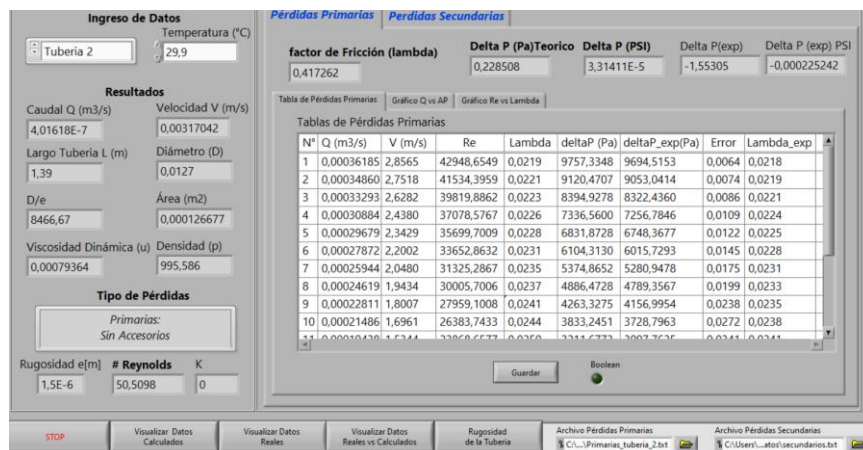 Ingreso de Datos
Temperatura (°C)
Tuberia 2
29,9
Resultados
Caudal Q (m3/s)
Velocidad V (m/s)
4,01618E-7
0,00317042
Largo Tuberia L (m)
Diámetro (D)
1,39
0,0127
D/e
Área (m2)
8466,67
0,000126677
Viscosidad Dinámica (u)
Densidad (p)
0,00079364
995,586
Tipo de Pérdidas
Primarias:
Sin Accesorios
Rugosidad e[m]
# Reynolds
K
1,5E-6
50,5098
0
Pérdidas Primarias
Perdidas Secundarias
factor de Fricción (lambda)
Delta P (Pa)Teorico
Delta P (PSI)
Delta P(exp)
Delta P (exp) PSI
0,417262
0,228508
3,31411E-5
-1,55305
-0,000225242
Tabla de Pérdidas Primarias
Gráfico Q vs AP
Gráfico Re vs Lambda
Tablas de Pérdidas Primarias
N° Q (m3/s) V (m/s) Re Lambda deltaP (Pa) deltaP_exp(Pa) Error Lambda_exp
1 0,00036185 2,8565 42948,6549 0,0219 9757,3348 9694,5153 0,0064 0,0218
2 0,00034860 2,7518 41534,3959 0,0221 9120,4707 9053,0414 0,0074 0,0219
3 0,00033293 2,6282 39819,8862 0,0223 8394,9278 8322,4360 0,0086 0,0221
4 0,00030884 2,4380 37078,5767 0,0226 7336,5600 7256,7846 0,0109 0,0224
5 0,00029679 2,3429 35699,7009 0,0228 6831,8728 6748,3677 0,0122 0,0225
6 0,00027872 2,2002 33652,8632 0,0231 6104,3130 6015,7293 0,0145 0,0228
7 0,00025944 2,0480 31325,2867 0,0235 5374,8652 5280,9478 0,0175 0,0231
8 0,00024619 1,9434 30005,7006 0,0237 4886,4728 4789,3567 0,0199 0,0233
9 0,00022811 1,8007 27959,1008 0,0241 4263,3275 4156,9954 0,0238 0,0235
10 0,00021486 1,6961 26383,7433 0,0244 3833,2451 3728,7963 0,0272 0,0238
Guardar
Boolean
STOP
Visualizar Datos
Calculados
Visualizar Datos
Reales
Visualizar Datos
Reales vs Calculados
Rugosidad
de la Tuberia
Archivo Pérdidas Primarias
C:\...\Primarias_tuberia_2.txt
Archivo Pérdidas Secundarias
C:\Users\...atos\secundarios.txt